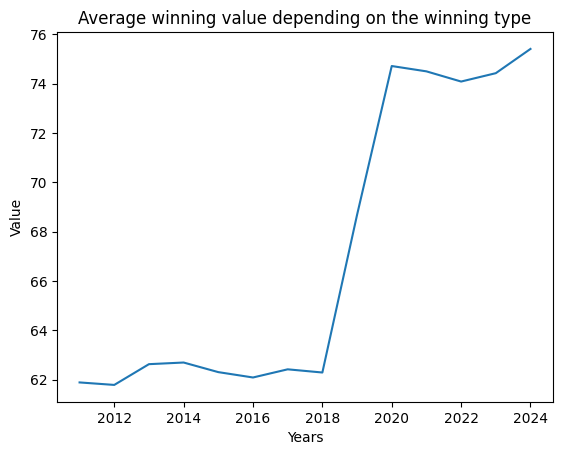 Average winning value depending on the winning type
76
74
72
70
68
66
64
62
Value
2012 2014 2016 2018 2020 2022 2024
Years